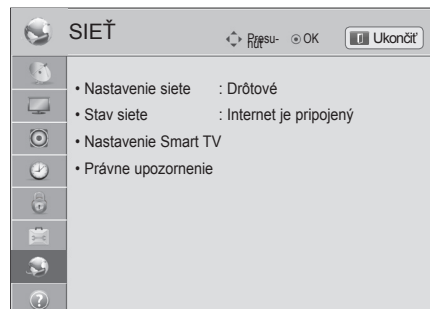 SIEŤ
Presu-
núť
OK
Ukončiť
• Nastavenie siete : Drôtové
• Stav siete : Internet je pripojený
• Nastavenie Smart TV
• Právne upozornenie